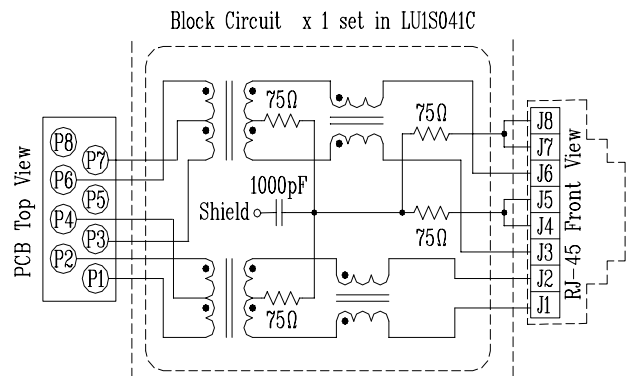 Block Circuit x 1 set in LU1S041C
75Ω
75Ω
1000pF
Shield
75Ω
75Ω
PCB Top View
P8
P7
P6
P5
P4
P3
P2
P1
J8
J7
J6
J5
J4
J3
J2
J1
RJ-45 Front View